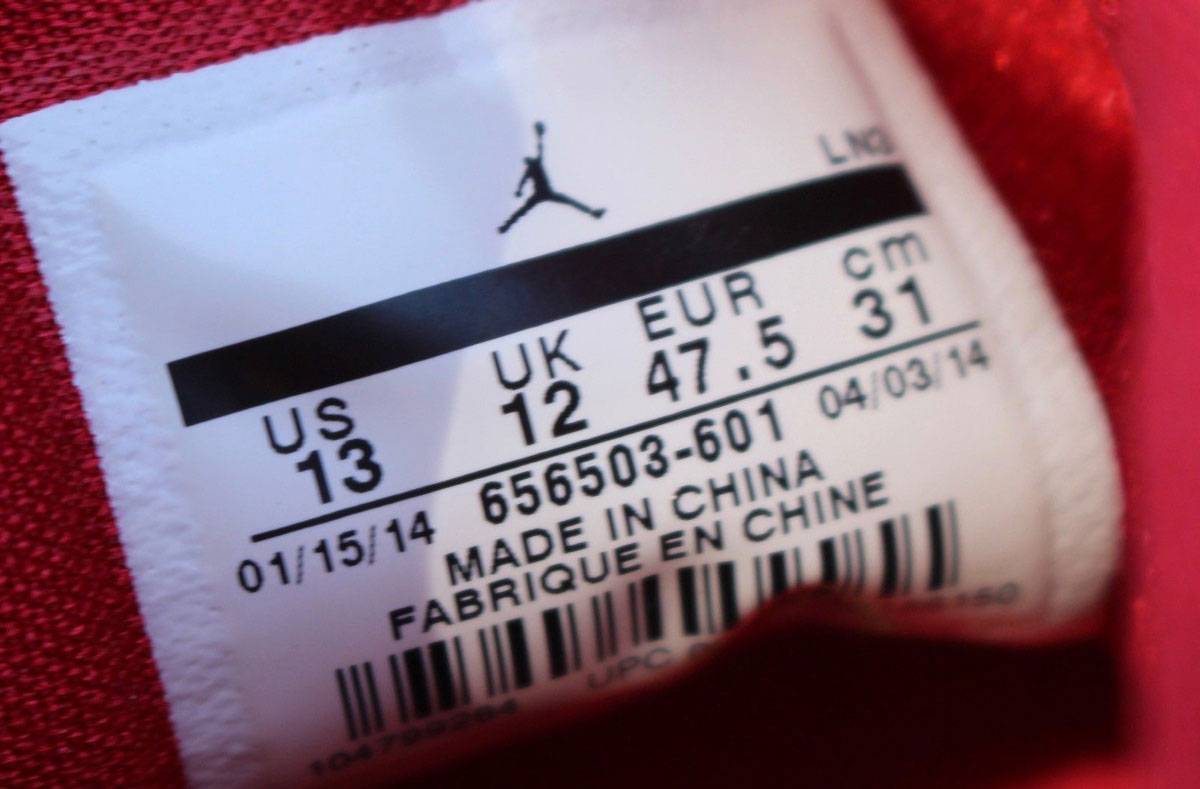 US UK EUR cm
13 12 47.5 31
01/15/14 656503-601 04/03/14
MADE IN CHINA
FABRIQUE EN CHINE
UPC